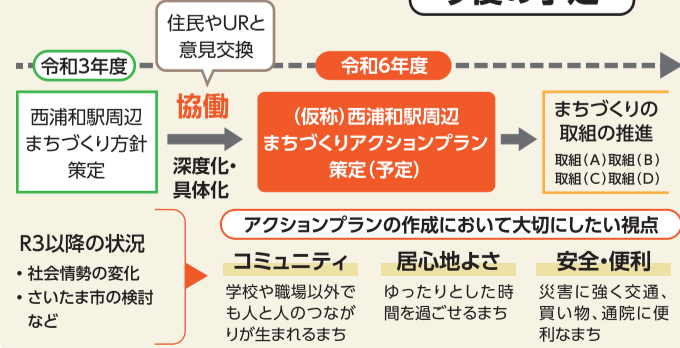 住民やURと
意見交換
令和3年度
令和6年度
西浦和駅周辺
まちづくり方針
策定
協働
深度化・
具体化
(仮称)西浦和駅周辺
まちづくりアクションプラン
策定(予定)
まちづくりの
取組の推進
取組(A)取組(B)
取組(C)取組(D)
R3以降の状況
・社会情勢の変化
・さいたま市の検討
など
アクションプランの作成において大切にしたい視点
コミュニティ
学校や職場以外で
も人と人のつなが
りが生まれるまち
居心地よさ
ゆったりとした時
間を過ごせるまち
安全・便利
災害に強く交通、
買い物、通院に便
利なまち